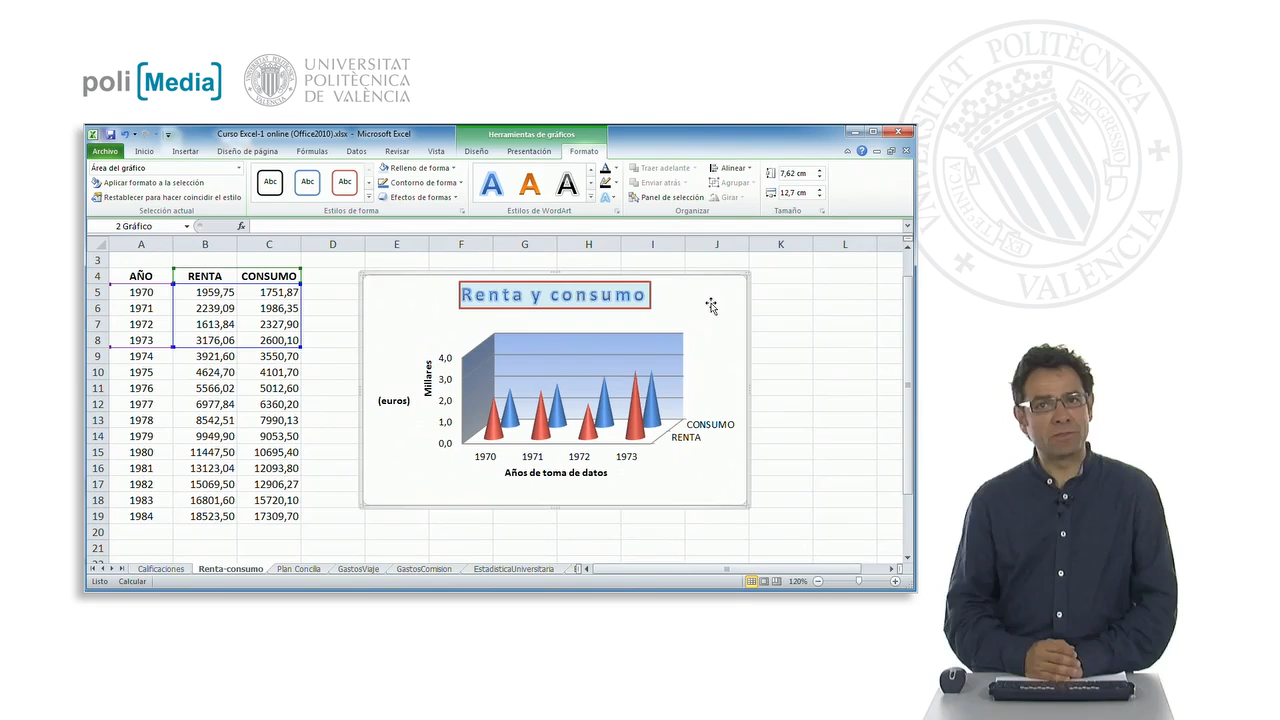 poli [Media]
UNIVERSITAT
POLITÈCNICA
DE VALÈNCIA
UNIVERSITAT POLITÈCNICA DE VALÈNCIA
Curso Excel-1 online (Office2010).xlsx - Microsoft Excel
Herramientas de gráficos
Archivo Inicio Insertar Diseño de página Fórmulas Datos Revisar Vista Diseño Presentación Formato
Área del gráfico
Aplicar formato a la selección
Restablecer para hacer coincidir el estilo
Selección actual
Abc Abc Abc
Relleno de forma
Contorno de forma
Efectos de formas
Estilos de forma
A A A
Estilos de WordArt
Traer adelante
Enviar atrás
Panel de selección
Alinear
Agrupar
Girar
Organizar
7,62 cm
12,7 cm
Tamaño
2 Gráfico fx
A B C D E F G H I J K L
3
4 AÑO RENTA CONSUMO
5 1970 1959,75 1751,87
6 1971 2239,09 1986,35
7 1972 1613,84 2327,90
8 1973 3176,06 2600,10
9 1974 3921,60 3550,70
10 1975 4624,70 4101,70
11 1976 5566,02 5012,60
12 1977 6977,84 6360,20
13 1978 8542,51 7990,13
14 1979 9949,90 9053,50
15 1980 11447,50 10695,40
16 1981 13123,04 12093,80
17 1982 15069,50 12906,27
18 1983 16801,60 15720,10
19 1984 18523,50 17309,70
20
21
Renta y consumo
(euros)
Millares
4,0
3,0
2,0
1,0
0,0
CONSUMO
RENTA
1970 1971 1972 1973
Años de toma de datos
Calificaciones Renta-consumo Plan Concilia GastosViaje GastosComision EstadisticaUniversitaria
Listo Calcular 120%